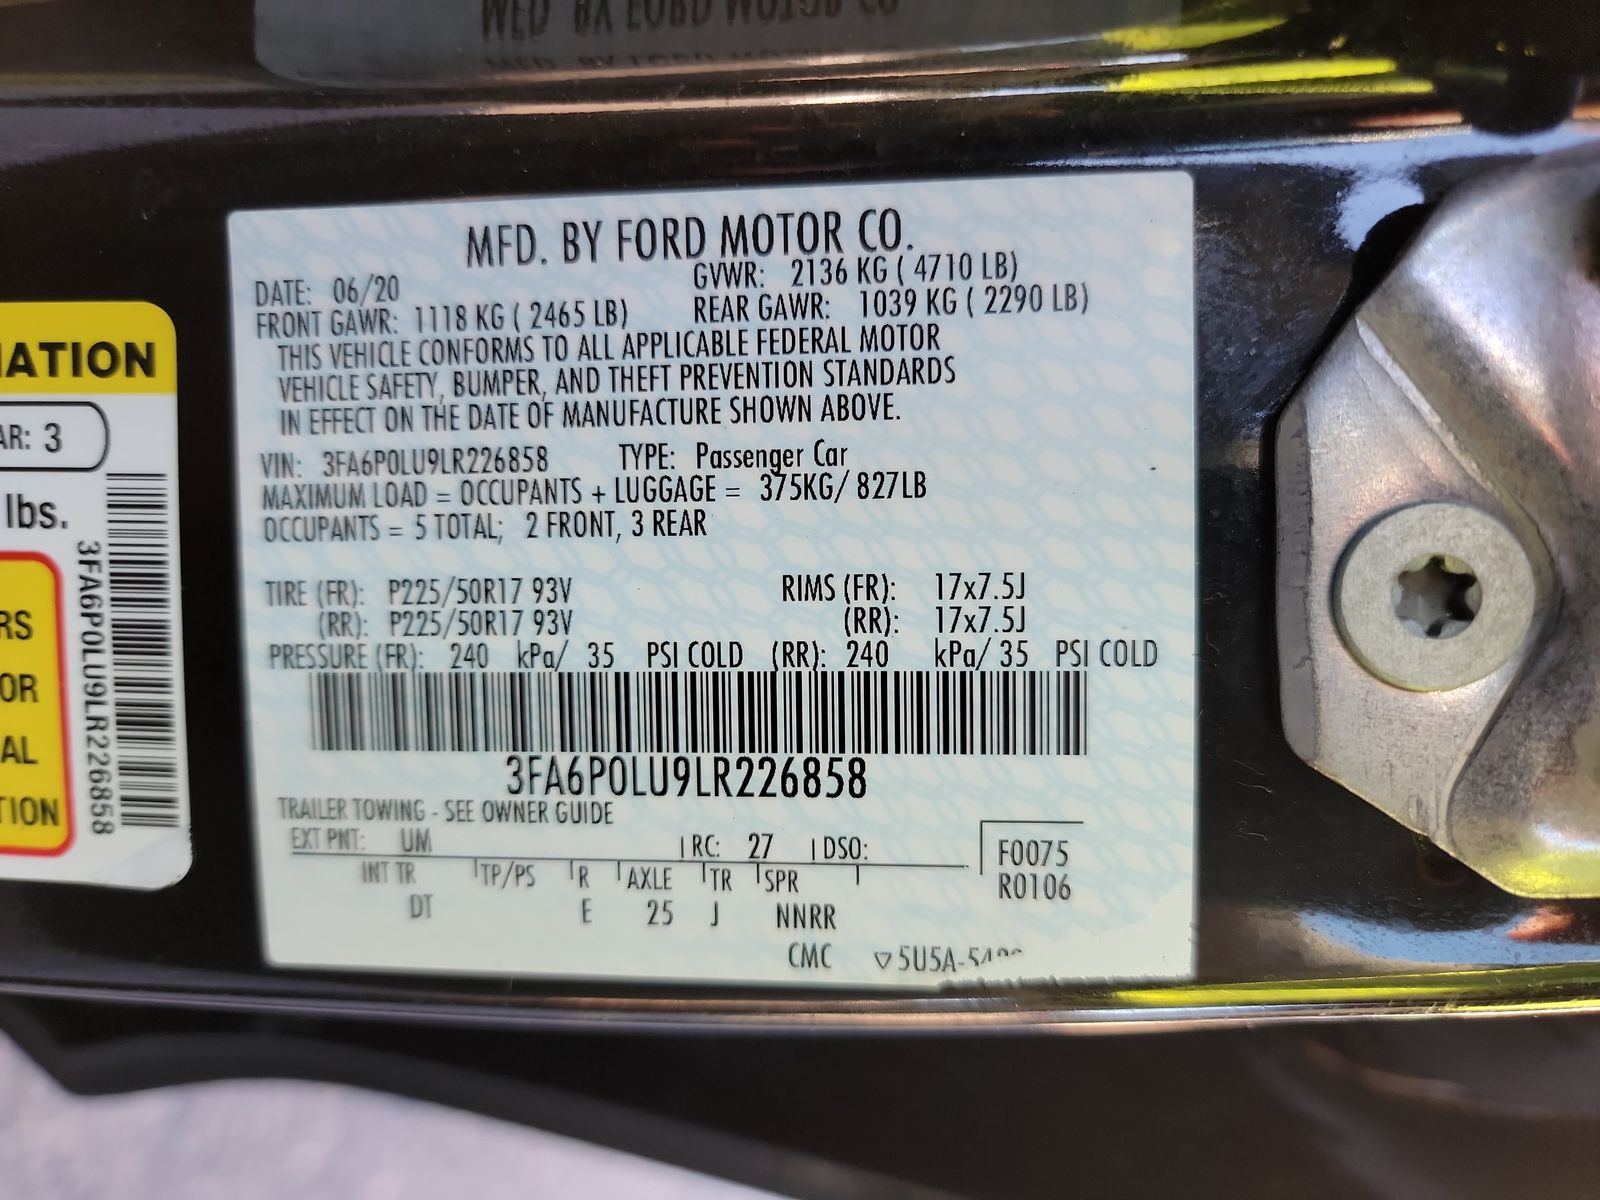 MFD. BY FORD MOTOR CO.
DATE: 06/20 GVWR: 2136 KG ( 4710 LB)
FRONT GAWR: 1118 KG ( 2465 LB) REAR GAWR: 1039 KG ( 2290 LB)
THIS VEHICLE CONFORMS TO ALL APPLICABLE FEDERAL MOTOR
VEHICLE SAFETY, BUMPER, AND THEFT PREVENTION STANDARDS
IN EFFECT ON THE DATE OF MANUFACTURE SHOWN ABOVE.
VIN: 3FA6P0LU9LR226858 TYPE: Passenger Car
MAXIMUM LOAD = OCCUPANTS + LUGGAGE = 375KG/ 827LB
OCCUPANTS = 5 TOTAL; 2 FRONT, 3 REAR
TIRE (FR): P225/50R17 93V RIMS (FR): 17x7.5J
(RR): P225/50R17 93V (RR): 17x7.5J
PRESSURE (FR): 240 kPa/ 35 PSI COLD (RR): 240 kPa/ 35 PSI COLD
3FA6P0LU9LR226858
TRAILER TOWING - SEE OWNER GUIDE
EXT PNT: UM RC: 27 DSO: F0075
INT TR TP/PS R AXLE TR SPR R0106
DT E 25 J NNRR
CMC ▽5U5A-
IATION
AR: 3
lbs.
3FA6P0LU9LR226858
RS
OR
AL
TION